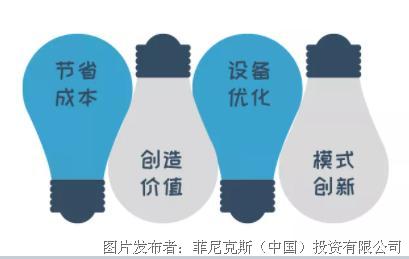 节省
成本
创造
价值
设备
优化
模式
创新
图片发布者：菲尼克斯（中国）投资有限公司